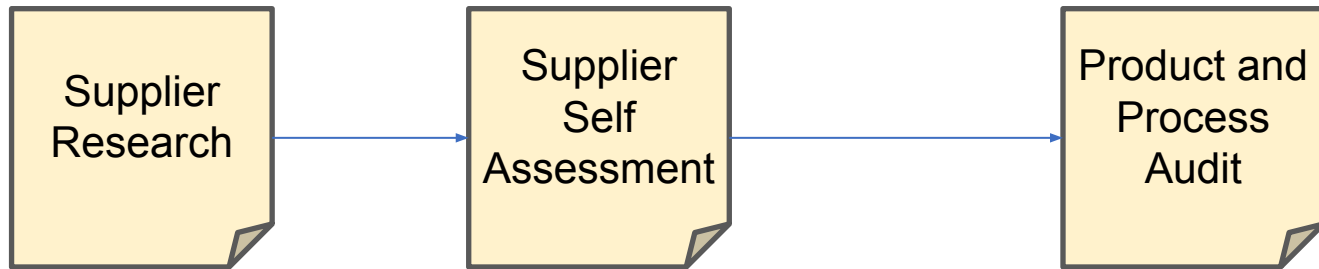 Supplier
Research
Supplier
Self
Assessment
Product and
Process
Audit